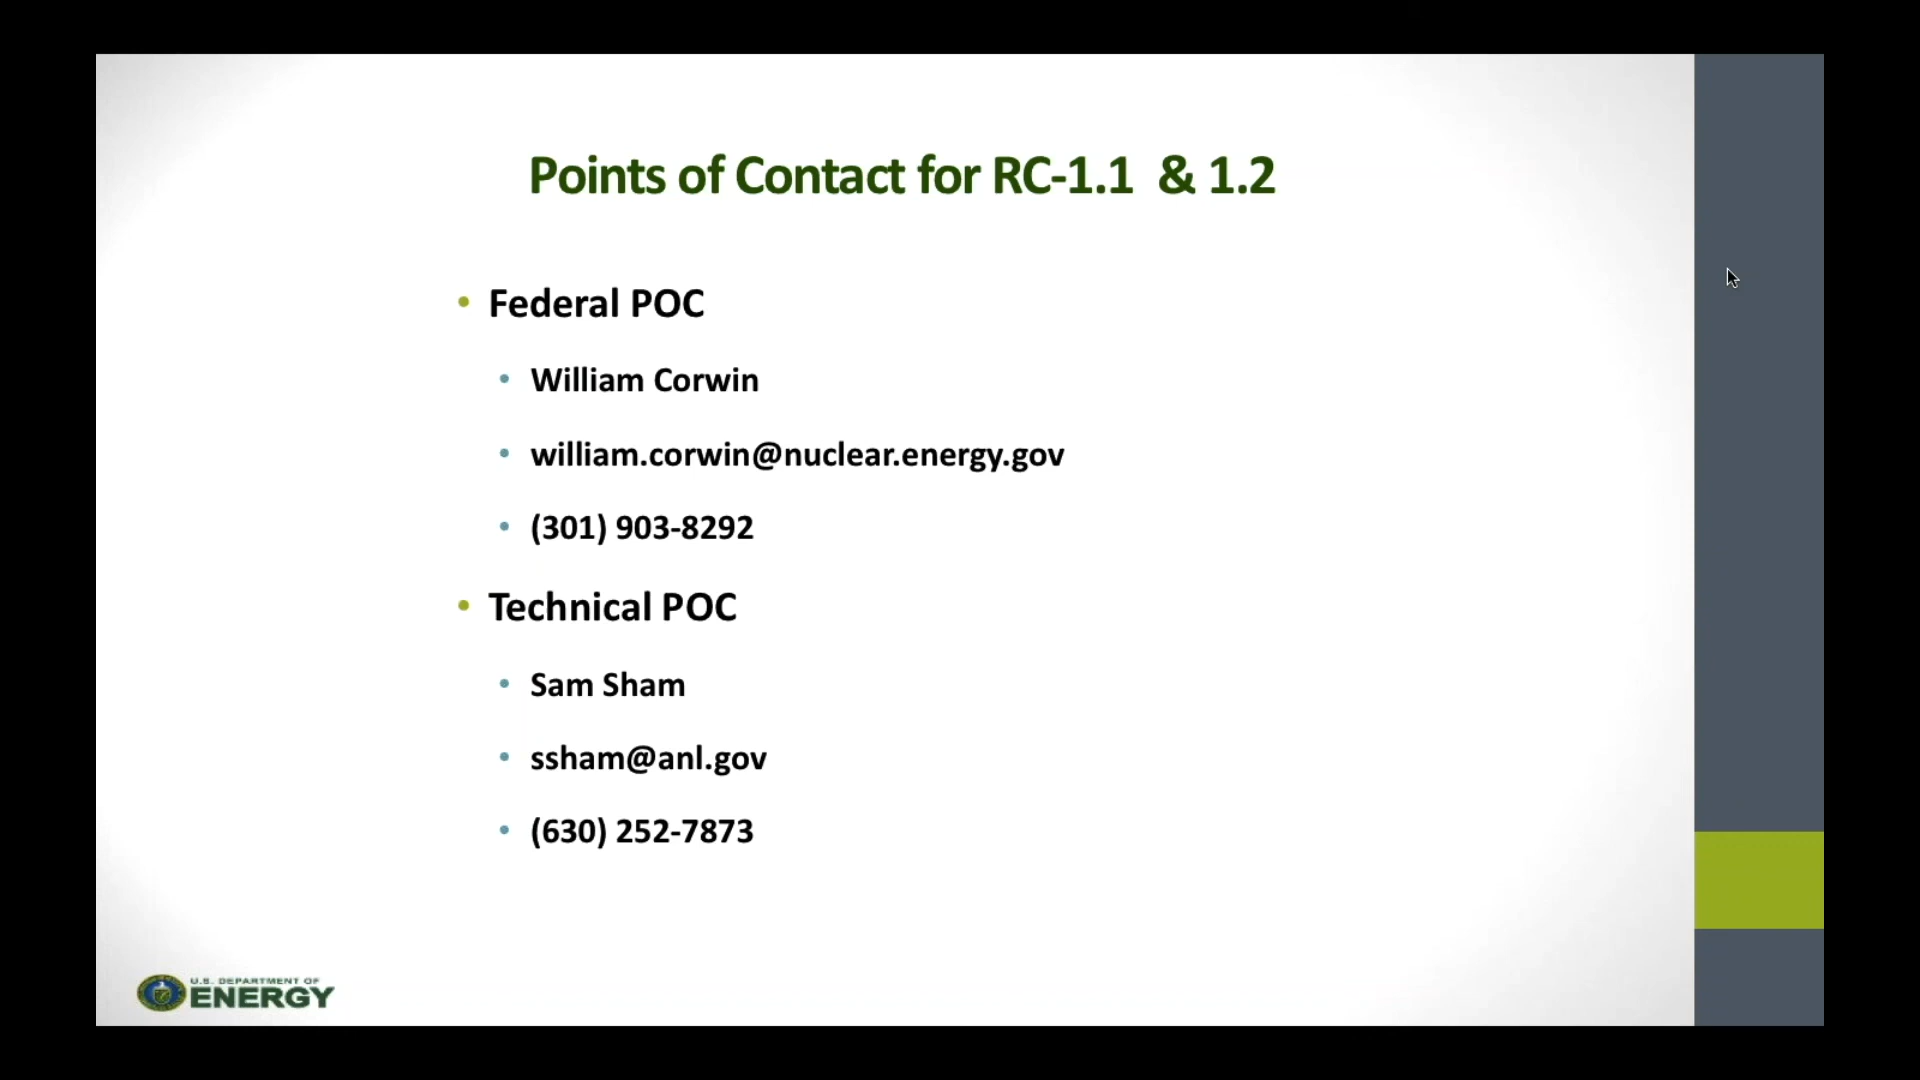 Points of Contact for RC-1.1 & 1.2
• Federal POC
• William Corwin
• william.corwin@nuclear.energy.gov
• (301) 903-8292
• Technical POC
• Sam Sham
• ssham@anl.gov
• (630) 252-7873
U.S. DEPARTMENT OF
ENERGY